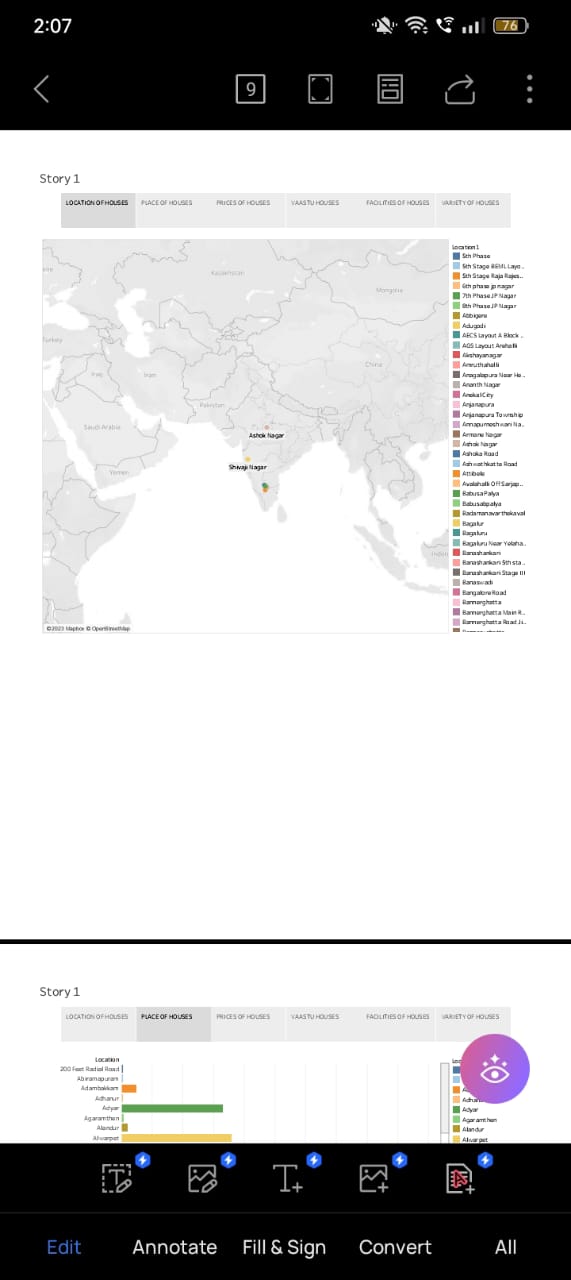 2:07
76
9
Story 1
LOCATION OF HOUSES PLACE OF HOUSES PRICES OF HOUSES VAASTU HOUSES FACILITIES OF HOUSES VARIETY OF HOUSES
Location1
5th Phase
5th Stage BEML Layo..
5th Stage Raja Rajes..
6th phase jp nagar
7th Phase JP Nagar
8th Phase JP Nagar
Abbigere
Adugodi
AECS Layout A Block ..
AGS Layout Arehalli
Akshayanagar
Amruthahalli
Anagalapura Near He..
Ananth Nagar
Anekal City
Anjanapura
Anjanapura Township
Annapurneshwari Na..
Armane Nagar
Ashok Nagar
Ashoka Road
Ashwathkatte Road
Attibele
Avalahalli Off Sarjap..
Babusa Palya
Babusabpalya
Badamanavarthekaval
Bagalur
Bagaluru
Bagaluru Near Yelaha..
Banashankari
Banashankari 5th sta..
Banashankari Stage III
Banaswadi
Bangalore Road
Bannerghatta
Bannerghatta Main R..
Bannerghatta Road Ji..
Kazakhstan
Mongolia
Turkey
China
Iraq
Iran
Pakistan
Saudi Arabia
Ashok Nagar
Shivaji Nagar
Yemen
Indon
©2023 Mapbox © OpenStreetMap
Story 1
LOCATION OF HOUSES PLACE OF HOUSES PRICES OF HOUSES VAASTU HOUSES FACILITIES OF HOUSES VARIETY OF HOUSES
Location
200 Feet Radial Road
Abiramapuram
Adambakkam
Adhanur
Adyar
Agaramthen
Alandur
Alwarpet
Loc
Adhan
Adyar
Agaramthen
Alandur
Alwarpet
Edit Annotate Fill & Sign Convert All